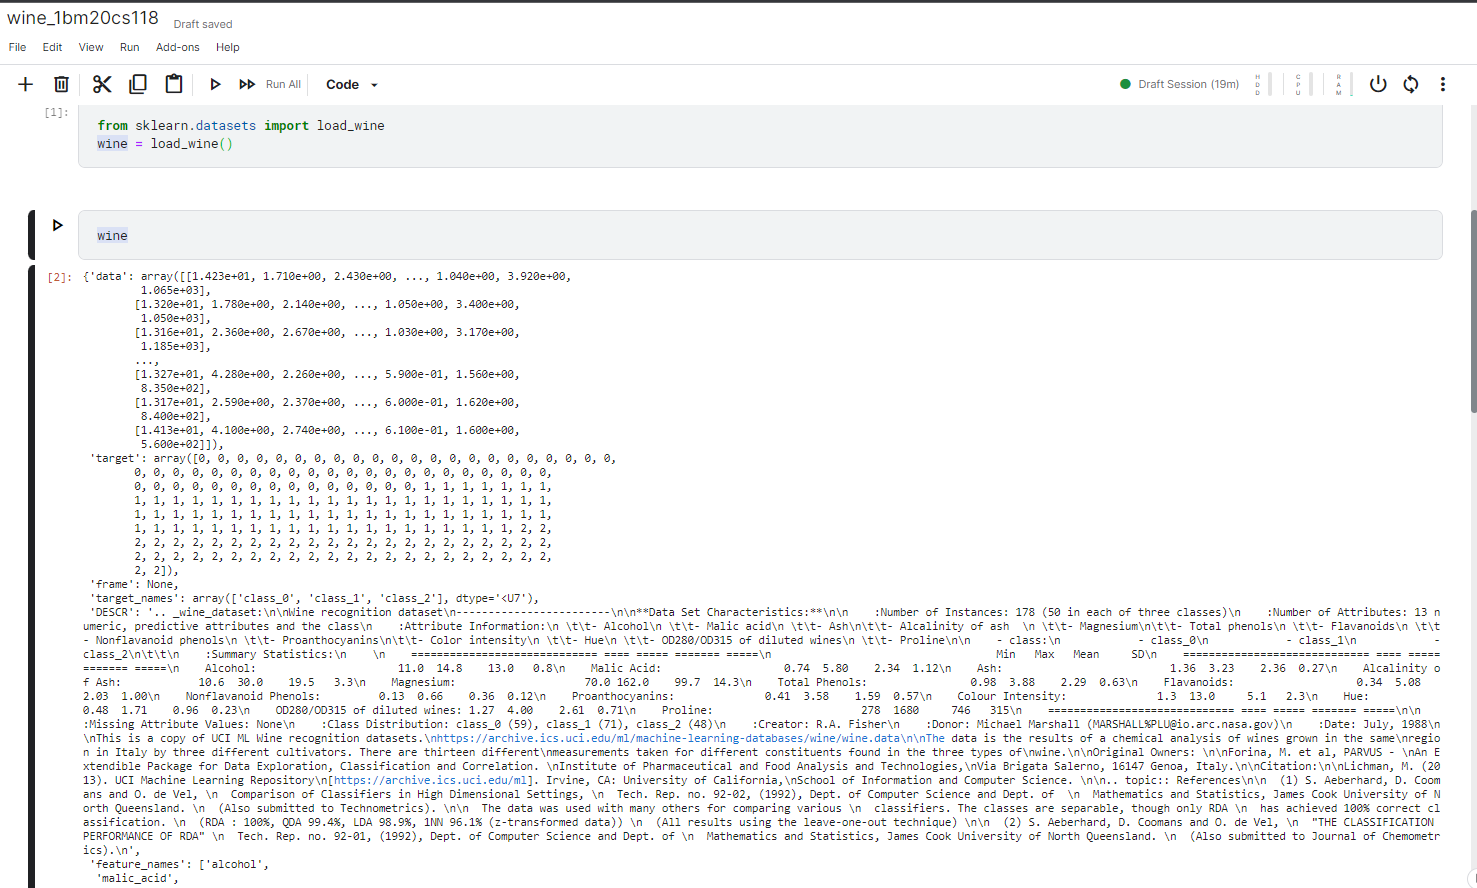 wine_1bm20cs118 Draft saved
File Edit View Run Add-ons Help
Run All Code Draft Session (19m) HDD CPU RAM
[1]:
from sklearn.datasets import load_wine
wine = load_wine()
wine
[2]: {'data': array([[1.423e+01, 1.710e+00, 2.430e+00, ..., 1.040e+00, 3.920e+00,
1.065e+03],
[1.320e+01, 1.780e+00, 2.140e+00, ..., 1.050e+00, 3.400e+00,
1.050e+03],
[1.316e+01, 2.360e+00, 2.670e+00, ..., 1.030e+00, 3.170e+00,
1.185e+03],
...,
[1.327e+01, 4.280e+00, 2.260e+00, ..., 5.900e-01, 1.560e+00,
8.350e+02],
[1.317e+01, 2.590e+00, 2.370e+00, ..., 6.000e-01, 1.620e+00,
8.400e+02],
[1.413e+01, 4.100e+00, 2.740e+00, ..., 6.100e-01, 1.600e+00,
5.600e+02]]),
'target': array([0, 0, 0, 0, 0, 0, 0, 0, 0, 0, 0, 0, 0, 0, 0, 0, 0, 0, 0, 0, 0, 0,
0, 0, 0, 0, 0, 0, 0, 0, 0, 0, 0, 0, 0, 0, 0, 0, 0, 0, 0, 0, 0, 0,
0, 0, 0, 0, 0, 0, 0, 0, 0, 0, 0, 0, 0, 0, 0, 1, 1, 1, 1, 1, 1, 1,
1, 1, 1, 1, 1, 1, 1, 1, 1, 1, 1, 1, 1, 1, 1, 1, 1, 1, 1, 1, 1, 1,
1, 1, 1, 1, 1, 1, 1, 1, 1, 1, 1, 1, 1, 1, 1, 1, 1, 1, 1, 1, 1, 1,
1, 1, 1, 1, 1, 1, 1, 1, 1, 1, 1, 1, 1, 1, 1, 1, 1, 1, 1, 1, 2, 2,
2, 2, 2, 2, 2, 2, 2, 2, 2, 2, 2, 2, 2, 2, 2, 2, 2, 2, 2, 2, 2, 2,
2, 2, 2, 2, 2, 2, 2, 2, 2, 2, 2, 2, 2, 2, 2, 2, 2, 2, 2, 2, 2, 2,
2, 2]),
'frame': None,
'target_names': array(['class_0', 'class_1', 'class_2'], dtype='<U7'),
'DESCR': '.. _wine_dataset:\n\nWine recognition dataset\n------------------------\n\n**Data Set Characteristics:**\n\n    :Number of Instances: 178 (50 in each of three classes)\n    :Number of Attributes: 13 n
umeric, predictive attributes and the class\n    :Attribute Information:\n \t\t- Alcohol\n \t\t- Malic acid\n \t\t- Ash\n\t\t- Alcalinity of ash  \n \t\t- Magnesium\n\t\t- Total phenols\n \t\t- Flavanoids\n \t\t
- Nonflavanoid phenols\n \t\t- Proanthocyanins\n\t\t- Color intensity\n \t\t- Hue\n \t\t- OD280/OD315 of diluted wines\n \t\t- Proline\n\n    - class:\n            - class_0\n            - class_1\n            -
class_2\n\t\t\n    :Summary Statistics:\n    \n    ============================= ==== ===== ======= =====\n                                   Min   Max   Mean     SD\n    ============================= ==== =====
======= =====\n    Alcohol:                      11.0  14.8    13.0   0.8\n    Malic Acid:                   0.74  5.80    2.34  1.12\n    Ash:                          1.36  3.23    2.36  0.27\n    Alcalinity o
f Ash:            10.6  30.0    19.5   3.3\n    Magnesium:                    70.0 162.0    99.7  14.3\n    Total Phenols:                0.98  3.88    2.29  0.63\n    Flavanoids:                   0.34  5.08
2.03  1.00\n    Nonflavanoid Phenols:         0.13  0.66    0.36  0.12\n    Proanthocyanins:              0.41  3.58    1.59  0.57\n    Colour Intensity:              1.3  13.0     5.1   2.3\n    Hue:
0.48  1.71    0.96  0.23\n    OD280/OD315 of diluted wines: 1.27  4.00    2.61  0.71\n    Proline:                       278  1680     746   315\n    ============================= ==== ===== ======= =====\n\n
:Missing Attribute Values: None\n    :Class Distribution: class_0 (59), class_1 (71), class_2 (48)\n    :Creator: R.A. Fisher\n    :Donor: Michael Marshall (MARSHALL%PLU@io.arc.nasa.gov)\n    :Date: July, 1988\n
\nThis is a copy of UCI ML Wine recognition datasets.\nhttps://archive.ics.uci.edu/ml/machine-learning-databases/wine/wine.data\n\nThe data is the results of a chemical analysis of wines grown in the same\nregio
n in Italy by three different cultivators. There are thirteen different\nmeasurements taken for different constituents found in the three types of\nwine.\n\nOriginal Owners: \n\nForina, M. et al, PARVUS - \nAn E
xtendible Package for Data Exploration, Classification and Correlation. \nInstitute of Pharmaceutical and Food Analysis and Technologies,\nVia Brigata Salerno, 16147 Genoa, Italy.\n\nCitation:\n\nLichman, M. (20
13). UCI Machine Learning Repository\n[https://archive.ics.uci.edu/ml]. Irvine, CA: University of California,\nSchool of Information and Computer Science. \n\n.. topic:: References\n\n  (1) S. Aeberhard, D. Coom
ans and O. de Vel, \n  Comparison of Classifiers in High Dimensional Settings, \n  Tech. Rep. no. 92-02, (1992), Dept. of Computer Science and Dept. of  \n  Mathematics and Statistics, James Cook University of N
orth Queensland. \n  (Also submitted to Technometrics). \n\n  The data was used with many others for comparing various \n  classifiers. The classes are separable, though only RDA \n  has achieved 100% correct cl
assification. \n  (RDA : 100%, QDA 99.4%, LDA 98.9%, 1NN 96.1% (z-transformed data)) \n  (All results using the leave-one-out technique) \n\n  (2) S. Aeberhard, D. Coomans and O. de Vel, \n  "THE CLASSIFICATION
PERFORMANCE OF RDA" \n  Tech. Rep. no. 92-01, (1992), Dept. of Computer Science and Dept. of \n  Mathematics and Statistics, James Cook University of North Queensland. \n  (Also submitted to Journal of Chemometr
ics).\n',
'feature_names': ['alcohol',
'malic_acid',